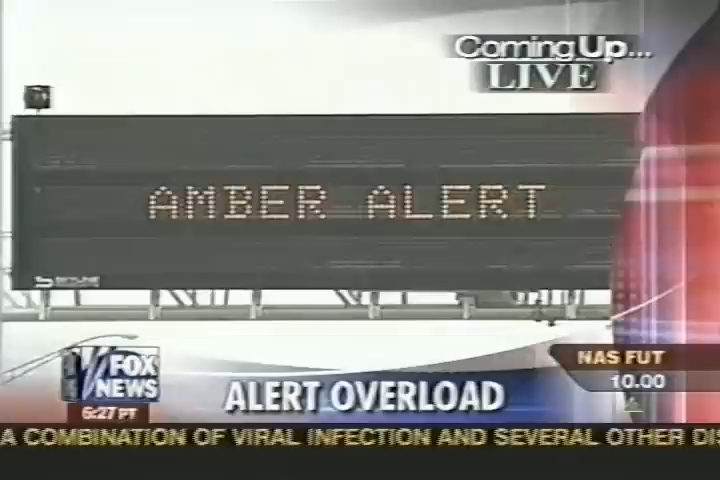 Coming Up...
LIVE
AMBER ALERT
FOX
NEWS
6:27 PT
ALERT OVERLOAD
NAS FUT
10.00
A COMBINATION OF VIRAL INFECTION AND SEVERAL OTHER DIS